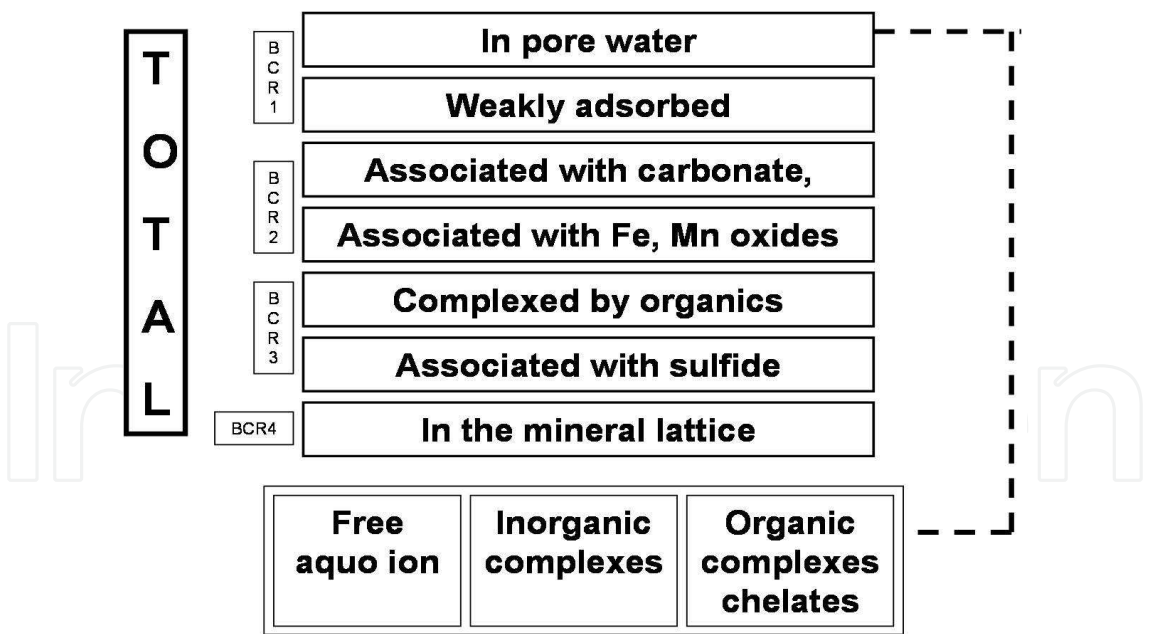 TOTAL
BCR1
In pore water
Weakly adsorbed
BCR2
Associated with carbonate,
Associated with Fe, Mn oxides
BCR3
Complexed by organics
Associated with sulfide
BCR4
In the mineral lattice
Free
aquo ion
Inorganic
complexes
Organic
complexes
chelates